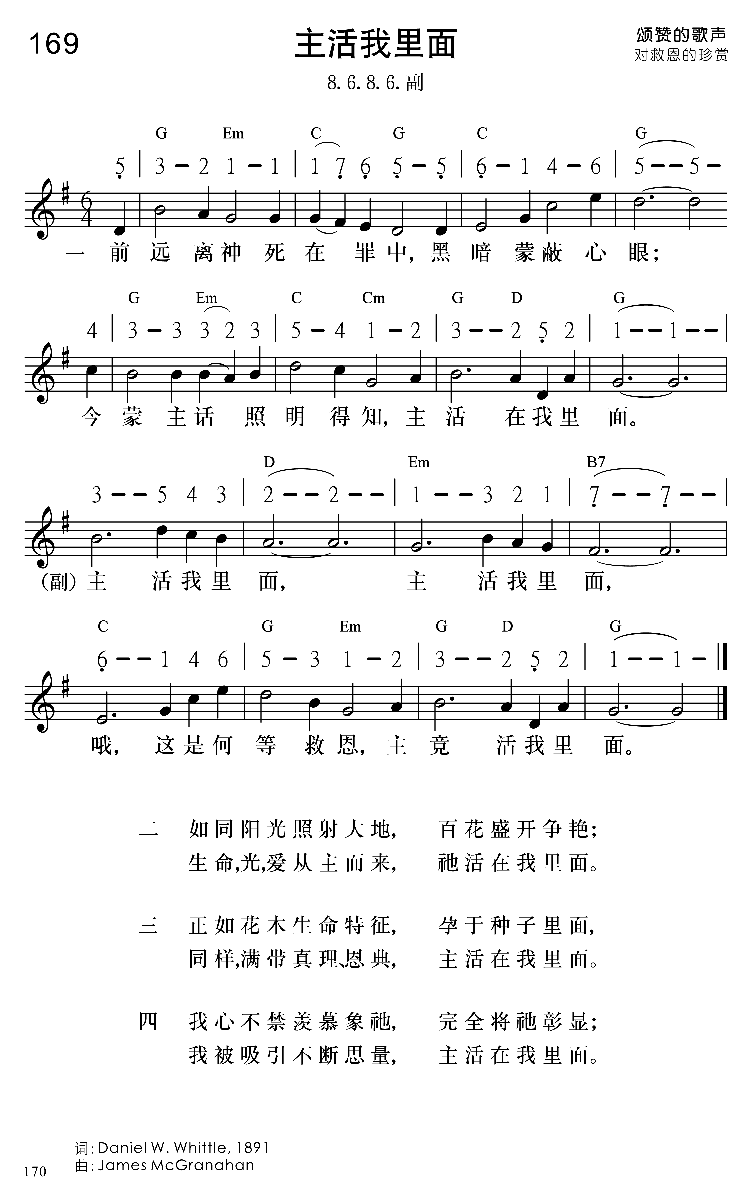 169
主活我里面
颂赞的歌声
对救恩的珍赏
8.6.8.6.副
G Em C G C G
5 | 3 - 2 1 - 1 | 1 7 6 5 - 5 | 6 - 1 4 - 6 | 5 - - 5 -
6/4
一 前远离神死在罪中,黑暗蒙蔽心眼;
G Em C Cm G D G
4 | 3 - 3 3 2 3 | 5 - 4 1 - 2 | 3 - - 2 5 2 | 1 - - 1 - -
今蒙主话照明得知,主活在我里面。
D Em B7
3 - - 5 4 3 | 2 - - 2 - - | 1 - - 3 2 1 | 7 - - 7 - -
(副)主活我里面, 主活我里面,
C G Em G D G
6 - - 1 4 6 | 5 - 3 1 - 2 | 3 - - 2 5 2 | 1 - - 1 -
哦,这是何等救恩,主竟活我里面。
二 如同阳光照射大地, 百花盛开争艳;
生命,光,爱从主而来, 祂活在我里面。
三 正如花木生命特征, 孕于种子里面,
同样,满带真理、恩典, 主活在我里面。
四 我心不禁羡慕象祂, 完全将祂彰显;
我被吸引不断思量, 主活在我里面。
词:Daniel W. Whittle, 1891
曲:James McGranahan
170